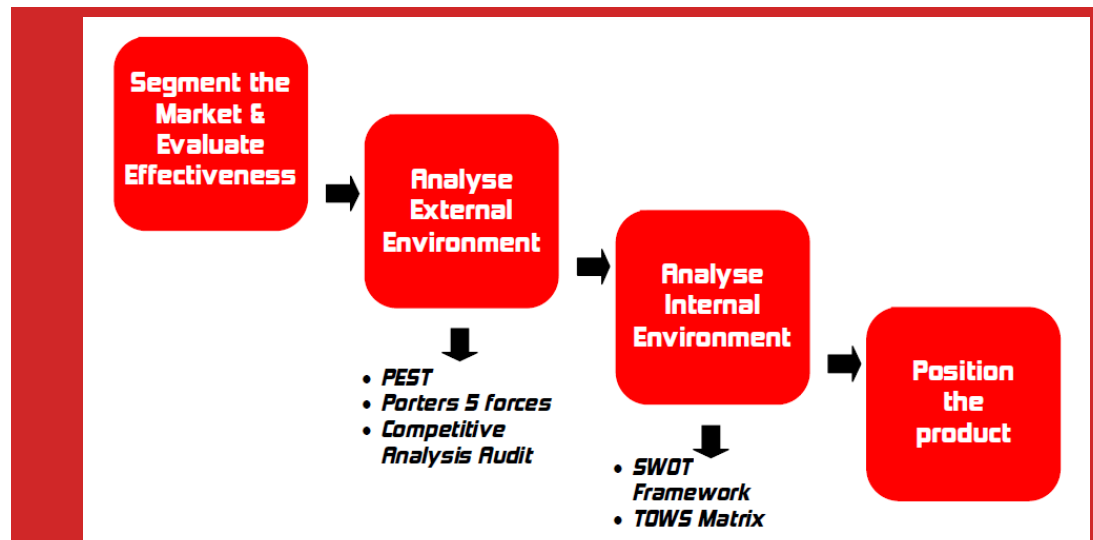 Segment the
Market &
Evaluate
Effectiveness
Analyse
External
Environment
• PEST
• Porters 5 forces
• Competitive
Analysis Audit
Analyse
Internal
Environment
• SWOT
Framework
• TOWS Matrix
Position
the
product